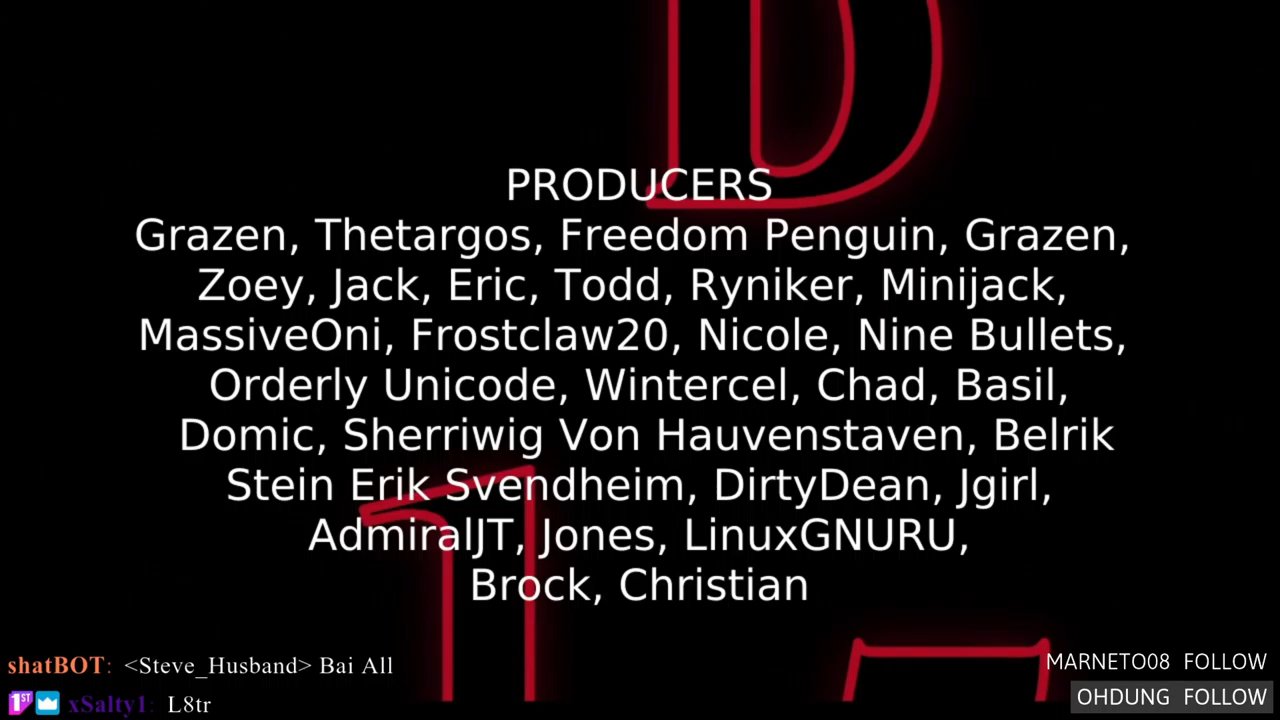 PRODUCERS
Grazen, Thetargos, Freedom Penguin, Grazen,
Zoey, Jack, Eric, Todd, Ryniker, Minijack,
MassiveOni, Frostclaw20, Nicole, Nine Bullets,
Orderly Unicode, Wintercel, Chad, Basil,
Domic, Sherriwig Von Hauvenstaven, Belrik
Stein Erik Svendheim, DirtyDean, Jgirl,
AdmiralJT, Jones, LinuxGNURU,
Brock, Christian
shatBOT: <Steve_Husband> Bai All
1ST xSalty1: L8tr
MARNETO08 FOLLOW
OHDUNG FOLLOW